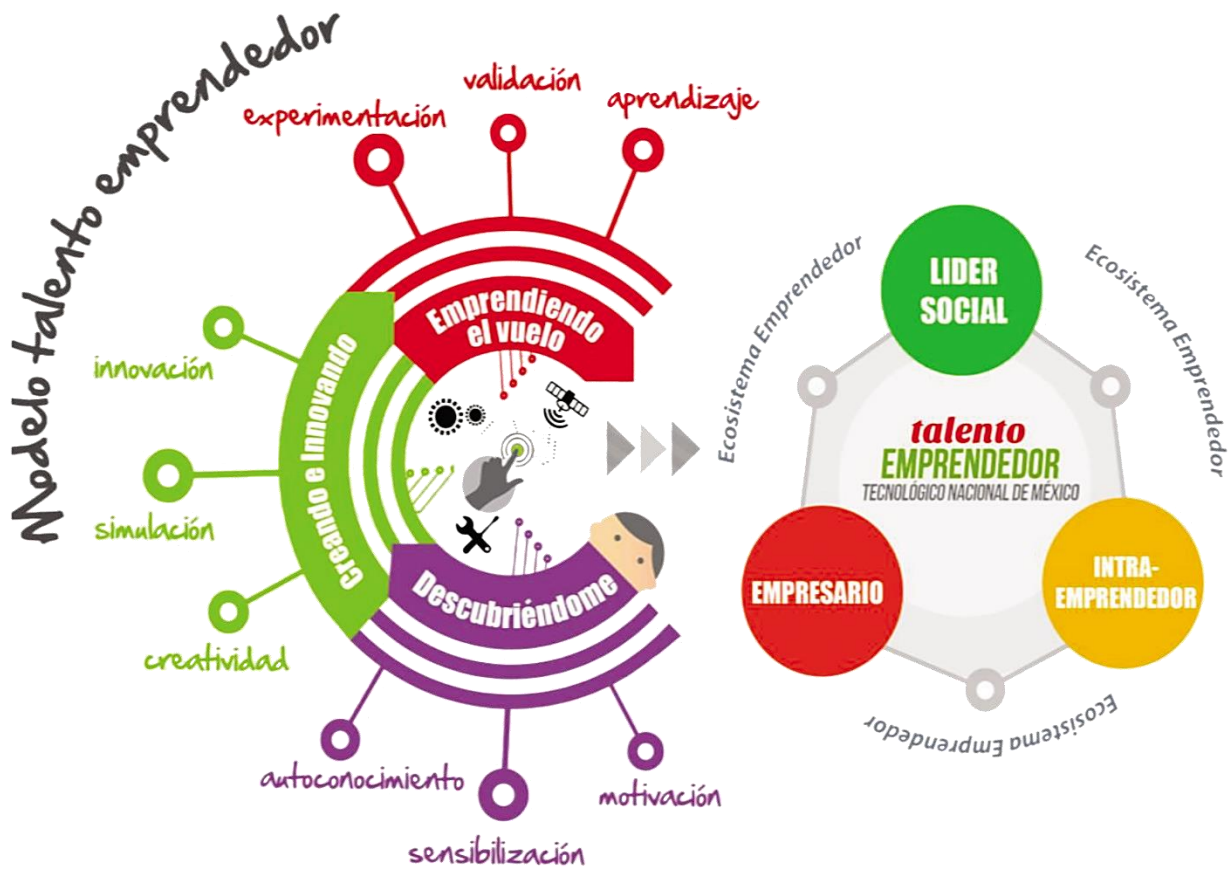 Modelo talento emprendedor
experimentación
validación
aprendizaje
Emprendiendo
el vuelo
innovación
simulación
creatividad
Creando e Innovando
Descubriéndome
autoconocimiento
sensibilización
motivación
Ecosistema Emprendedor
Ecosistema Emprendedor
LIDER
SOCIAL
talento
EMPRENDEDOR
TECNOLÓGICO NACIONAL DE MÉXICO
EMPRESARIO
INTRA-
EMPRENDEDOR
Ecosistema Emprendedor